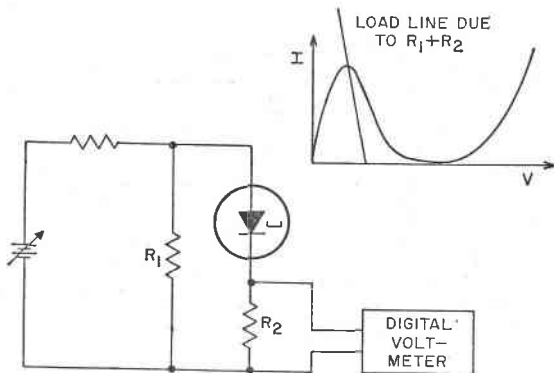 LOAD LINE DUE
TO R₁+R₂
I
V
R₁
R₂
DIGITAL
VOLT-
METER